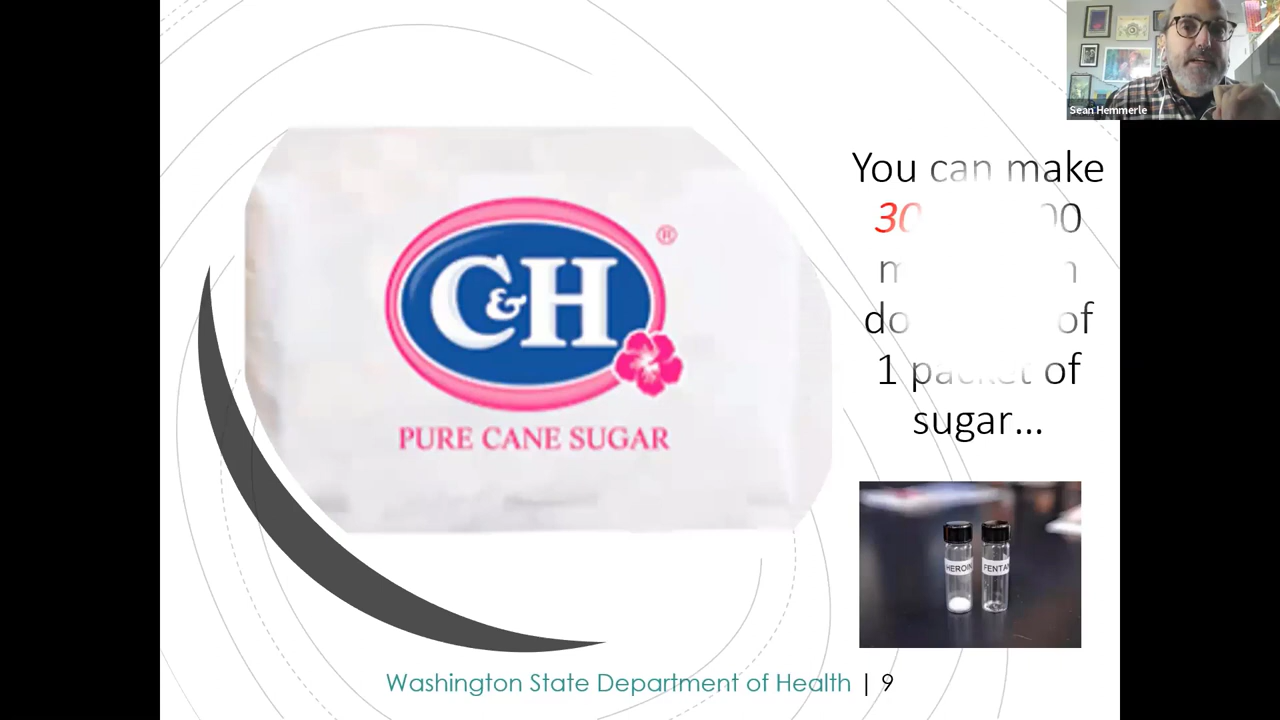 Sean Hemmerle
C&H
®
PURE CANE SUGAR
You can make
of
1 packet of
sugar...
HEROIN
Washington State Department of Health | 9